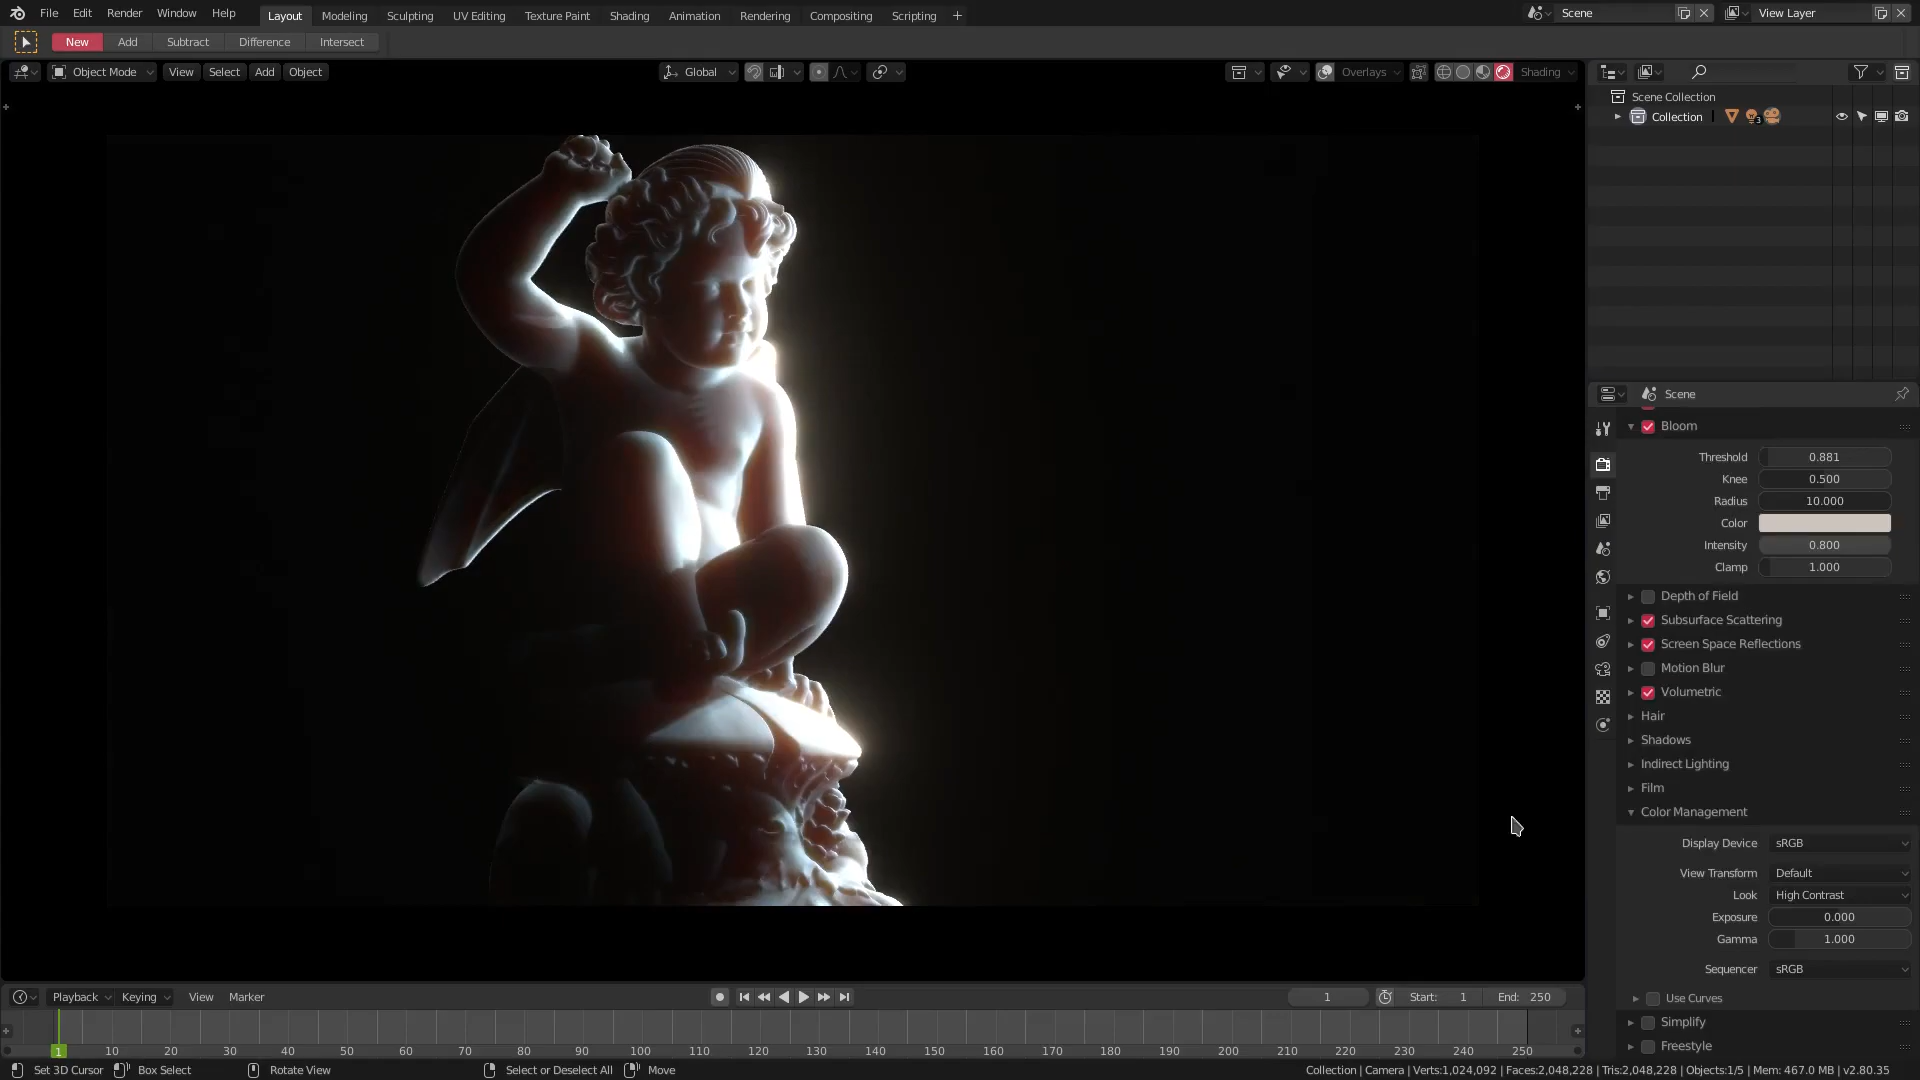 File Edit Render Window Help Layout Modeling Sculpting UV Editing Texture Paint Shading Animation Rendering Compositing Scripting + Scene View Layer
New Add Subtract Difference Intersect
Object Mode View Select Add Object Global Overlays Shading
Scene Collection
Collection 3
Scene
Bloom
Threshold 0.881
Knee 0.500
Radius 10.000
Color
Intensity 0.800
Clamp 1.000
Depth of Field
Subsurface Scattering
Screen Space Reflections
Motion Blur
Volumetric
Hair
Shadows
Indirect Lighting
Film
Color Management
Display Device sRGB
View Transform Default
Look High Contrast
Exposure 0.000
Gamma 1.000
Sequencer sRGB
Use Curves
Simplify
Freestyle
Playback Keying View Marker 1 Start: 1 End: 250
1 10 20 30 40 50 60 70 80 90 100 110 120 130 140 150 160 170 180 190 200 210 220 230 240 250
Set 3D Cursor Box Select Rotate View Select or Deselect All Move Collection | Camera | Verts:1,024,092 | Faces:2,048,228 | Tris:2,048,228 | Objects:1/5 | Mem: 467.0 MB | v2.80.35